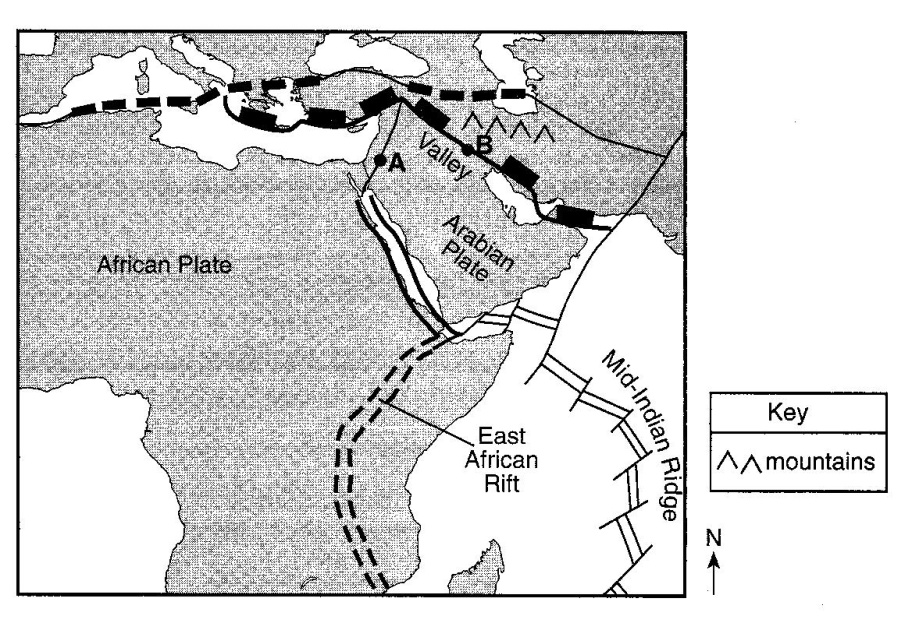 A
B
Valley
Arabian
Plate
African Plate
East
African
Rift
Mid-Indian Ridge
Key
mountains
N